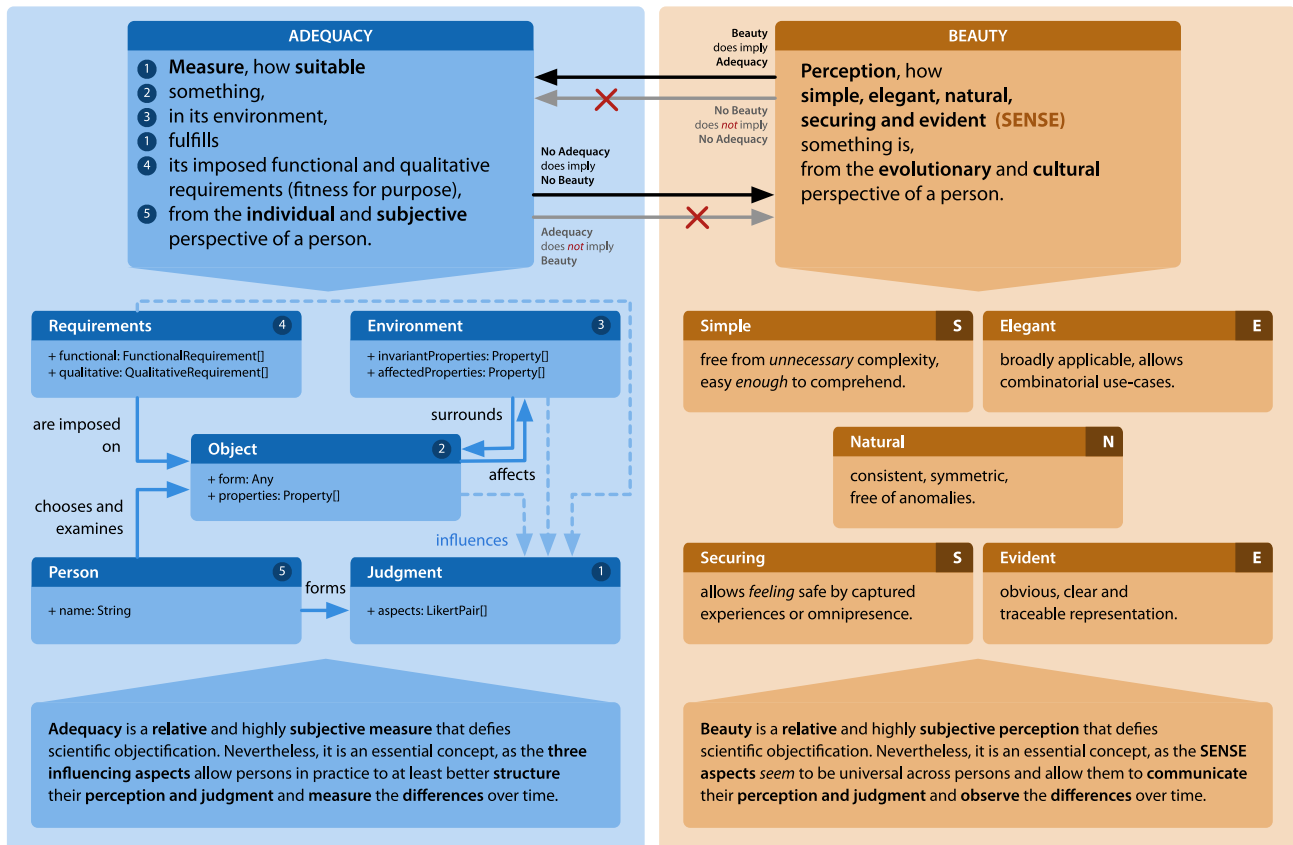 ADEQUACY
1 Measure, how suitable
2 something,
3 in its environment,
1 fulfills
4 its imposed functional and qualitative
requirements (fitness for purpose),
5 from the individual and subjective
perspective of a person.
Beauty
does imply
Adequacy
No Beauty
does not imply
No Adequacy
No Adequacy
does imply
No Beauty
Adequacy
does not imply
Beauty
BEAUTY
Perception, how
simple, elegant, natural,
securing and evident (SENSE)
something is,
from the evolutionary and cultural
perspective of a person.
Requirements 4
+ functional: FunctionalRequirement[]
+ qualitative: QualitativeRequirement[]
Environment 3
+ invariantProperties: Property[]
+ affectedProperties: Property[]
are imposed
on
surrounds
Object 2
+ form: Any
+ properties: Property[]
affects
chooses and
examines
influences
Person 5
+ name: String
forms
Judgment 1
+ aspects: LikertPair[]
Adequacy is a relative and highly subjective measure that defies
scientific objectification. Nevertheless, it is an essential concept, as the three
influencing aspects allow persons in practice to at least better structure
their perception and judgment and measure the differences over time.
Simple S
free from unnecessary complexity,
easy enough to comprehend.
Elegant E
broadly applicable, allows
combinatorial use-cases.
Natural N
consistent, symmetric,
free of anomalies.
Securing S
allows feeling safe by captured
experiences or omnipresence.
Evident E
obvious, clear and
traceable representation.
Beauty is a relative and highly subjective perception that defies
scientific objectification. Nevertheless, it is an essential concept, as the SENSE
aspects seem to be universal across persons and allow them to communicate
their perception and judgment and observe the differences over time.